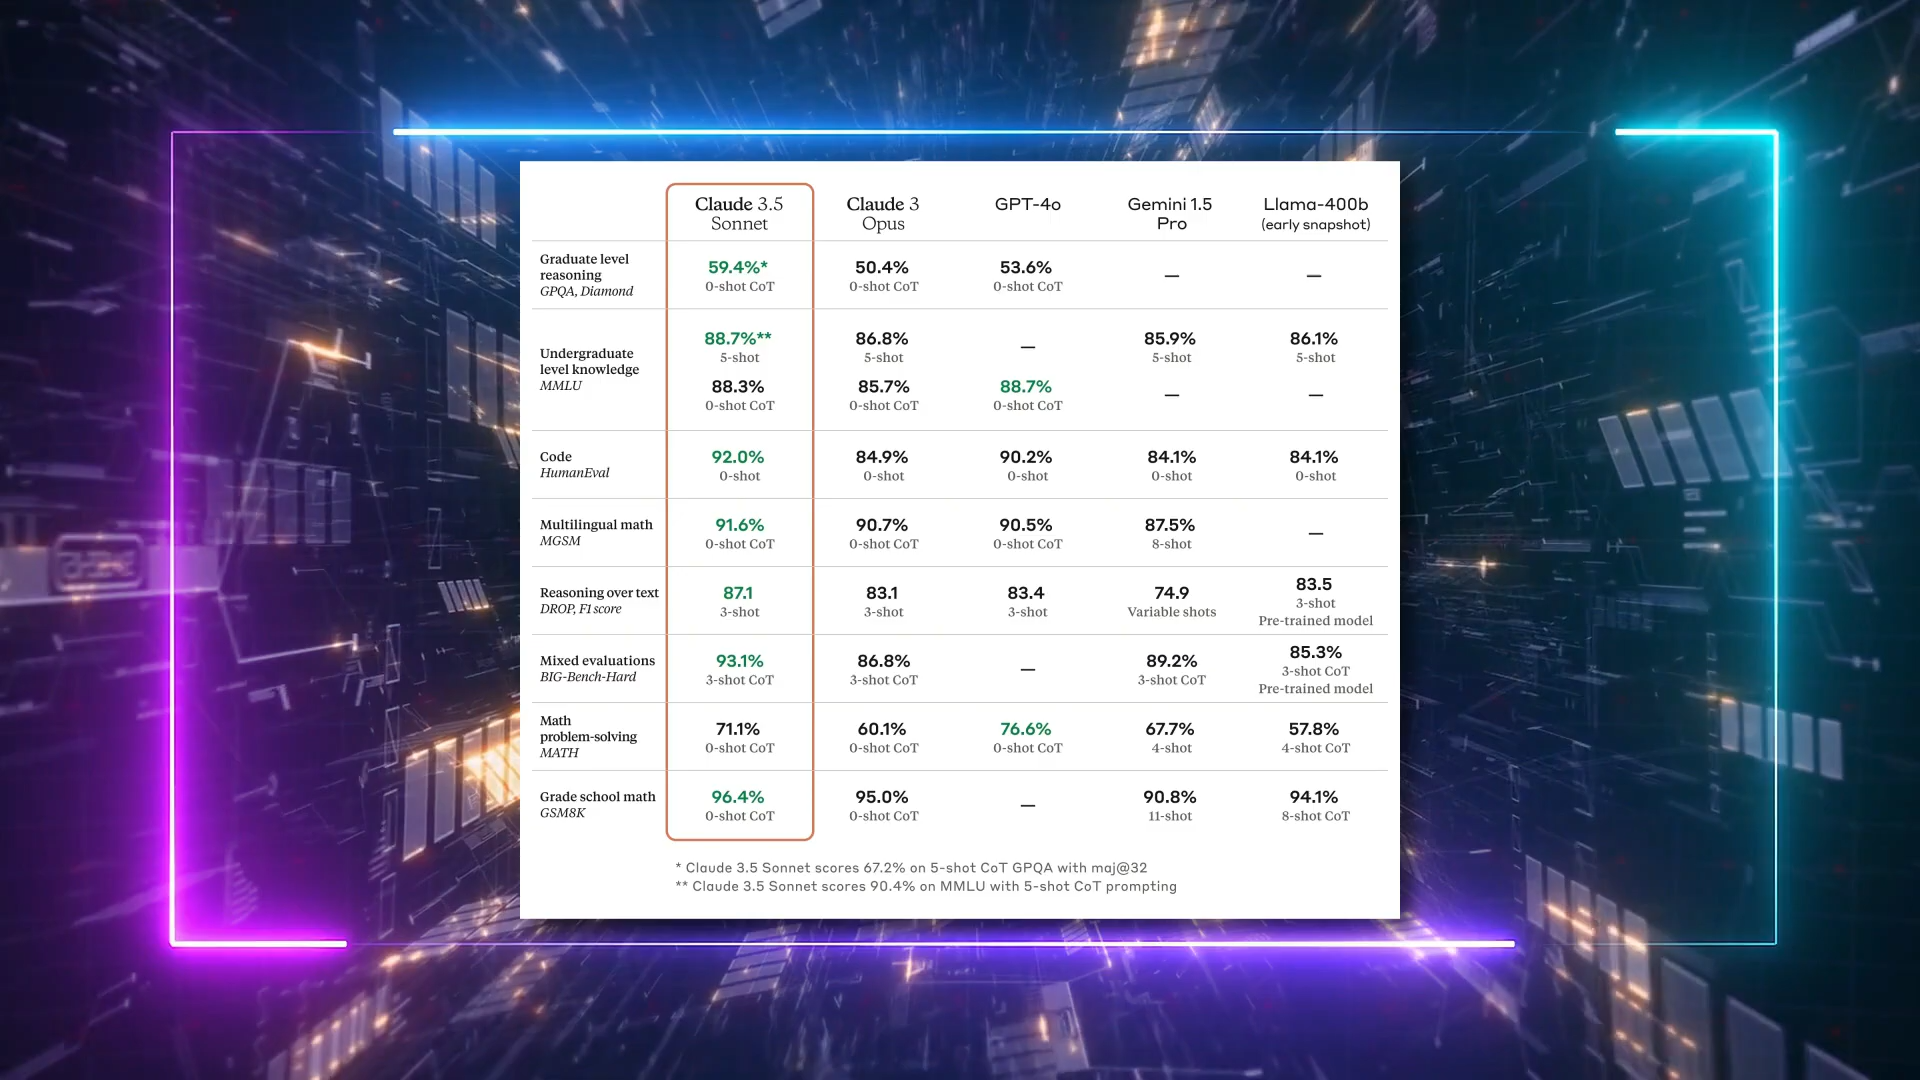 Claude 3.5 Sonnet
Claude 3 Opus
GPT-4o
Gemini 1.5 Pro
Llama-400b (early snapshot)
Graduate level
reasoning
GPQA, Diamond
59.4%* 50.4% 53.6% — —
0-shot CoT 0-shot CoT 0-shot CoT
Undergraduate
level knowledge
MMLU
88.7%** 86.8% — 85.9% 86.1%
5-shot 5-shot 5-shot 5-shot
88.3% 85.7% 88.7% — —
0-shot CoT 0-shot CoT 0-shot CoT
Code
HumanEval
92.0% 84.9% 90.2% 84.1% 84.1%
0-shot 0-shot 0-shot 0-shot 0-shot
Multilingual math
MGSM
91.6% 90.7% 90.5% 87.5% —
0-shot CoT 0-shot CoT 0-shot CoT 8-shot
Reasoning over text
DROP, F1 score
87.1 83.1 83.4 74.9 83.5
3-shot 3-shot 3-shot Variable shots 3-shot
Pre-trained model
Mixed evaluations
BIG-Bench-Hard
93.1% 86.8% — 89.2% 85.3%
3-shot CoT 3-shot CoT 3-shot CoT 3-shot CoT
Pre-trained model
Math
problem-solving
MATH
71.1% 60.1% 76.6% 67.7% 57.8%
0-shot CoT 0-shot CoT 0-shot CoT 4-shot 4-shot CoT
Grade school math
GSM8K
96.4% 95.0% — 90.8% 94.1%
0-shot CoT 0-shot CoT 11-shot 8-shot CoT
* Claude 3.5 Sonnet scores 67.2% on 5-shot CoT GPQA with maj@32
** Claude 3.5 Sonnet scores 90.4% on MMLU with 5-shot CoT prompting